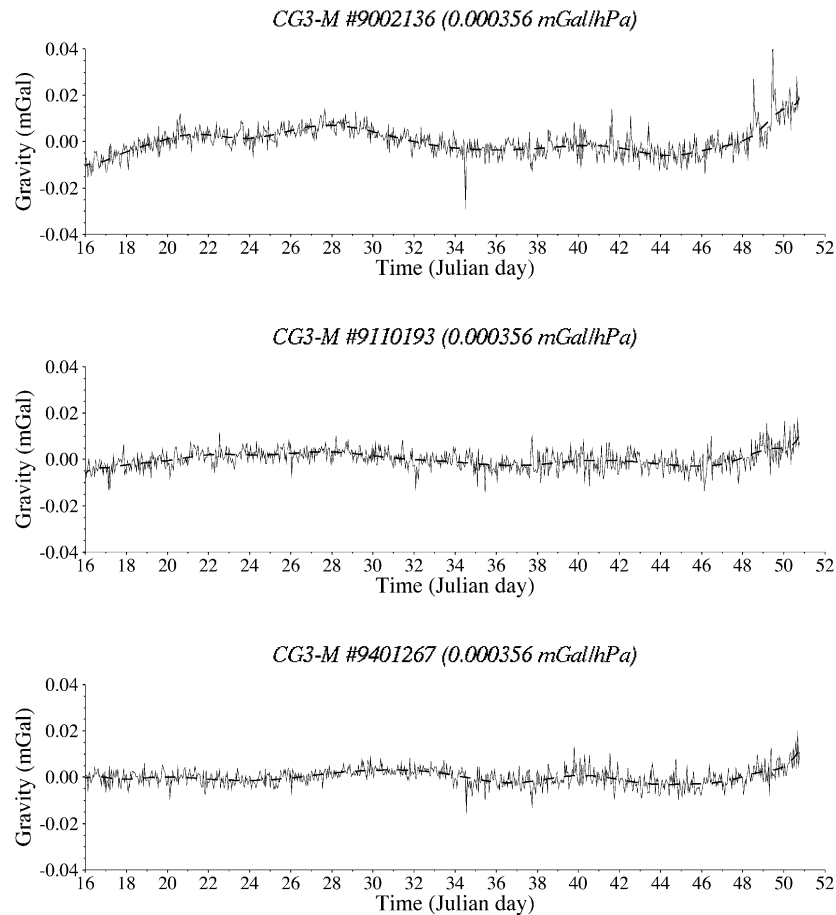 CG3-M #9002136 (0.000356 mGal/hPa)
0.04
0.02
0.00
-0.02
-0.04
Gravity (mGal)
16 18 20 22 24 26 28 30 32 34 36 38 40 42 44 46 48 50 52
Time (Julian day)
CG3-M #9110193 (0.000356 mGal/hPa)
0.04
0.02
0.00
-0.02
-0.04
Gravity (mGal)
16 18 20 22 24 26 28 30 32 34 36 38 40 42 44 46 48 50 52
Time (Julian day)
CG3-M #9401267 (0.000356 mGal/hPa)
0.04
0.02
0.00
-0.02
-0.04
Gravity (mGal)
16 18 20 22 24 26 28 30 32 34 36 38 40 42 44 46 48 50 52
Time (Julian day)